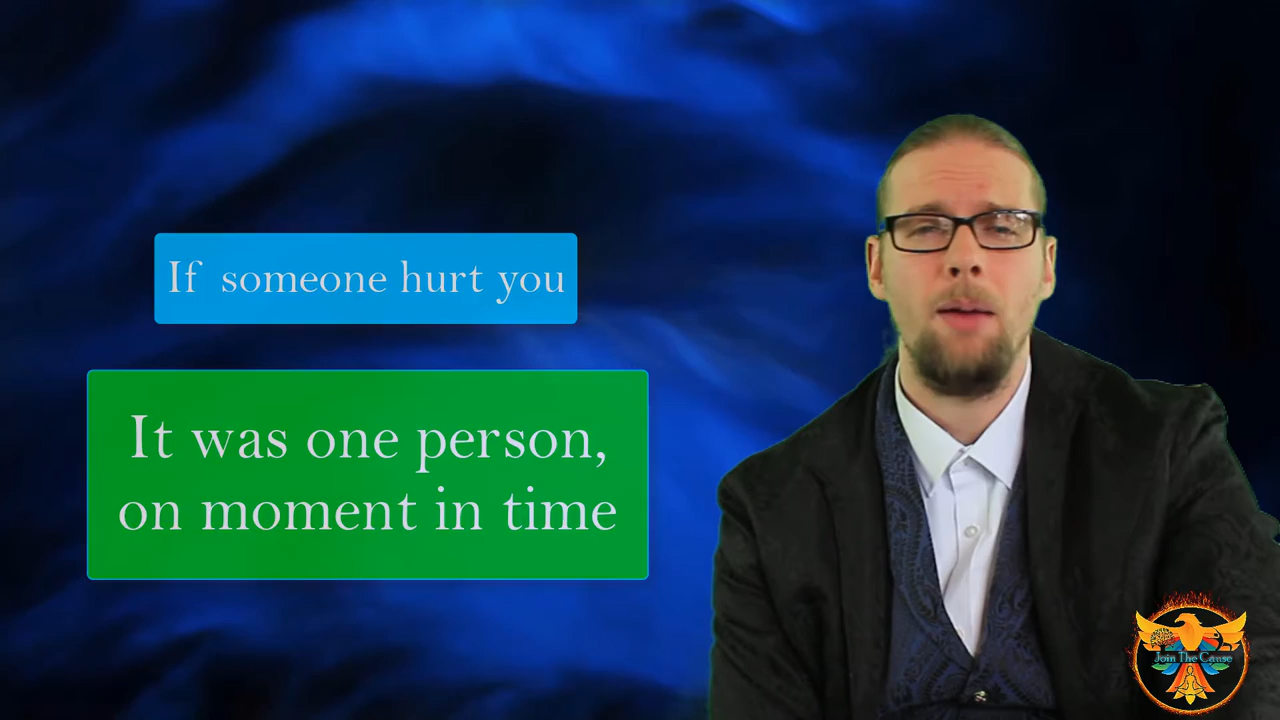 If someone hurt you
It was one person,
on moment in time
Join The Cause